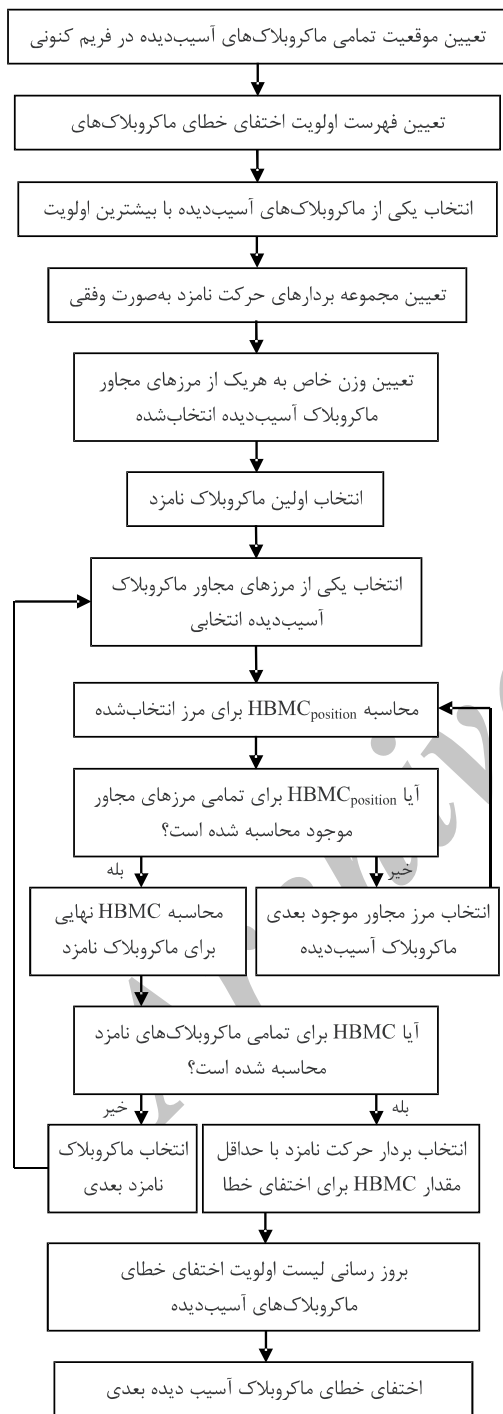 تعیین موقعیت تمامی ماکروبلاک‌های آسیب‌دیده در فریم کنونی
تعیین فهرست اولویت اختفای خطای ماکروبلاک‌های
انتخاب یکی از ماکروبلاک‌های آسیب‌دیده با بیشترین اولویت
تعیین مجموعه بردارهای حرکت نامزد به‌صورت وفقی
تعیین وزن خاص به هریک از مرزهای مجاور
ماکروبلاک آسیب‌دیده انتخاب‌شده
انتخاب اولین ماکروبلاک نامزد
انتخاب یکی از مرزهای مجاور ماکروبلاک
آسیب‌دیده انتخابی
محاسبه HBMCposition برای مرز انتخاب‌شده
آیا HBMCposition برای تمامی مرزهای مجاور
موجود محاسبه شده است؟
بله
خیر
انتخاب مرز مجاور موجود بعدی
ماکروبلاک آسیب‌دیده
محاسبه HBMC نهایی
برای ماکروبلاک نامزد
آیا HBMC برای تمامی ماکروبلاک‌های نامزد
محاسبه شده است؟
بله
خیر
انتخاب بردار حرکت نامزد با حداقل
مقدار HBMC برای اختفای خطا
انتخاب ماکروبلاک
نامزد بعدی
بروز رسانی لیست اولویت اختفای خطای
ماکروبلاک‌های آسیب‌دیده
اختفای خطای ماکروبلاک آسیب دیده بعدی